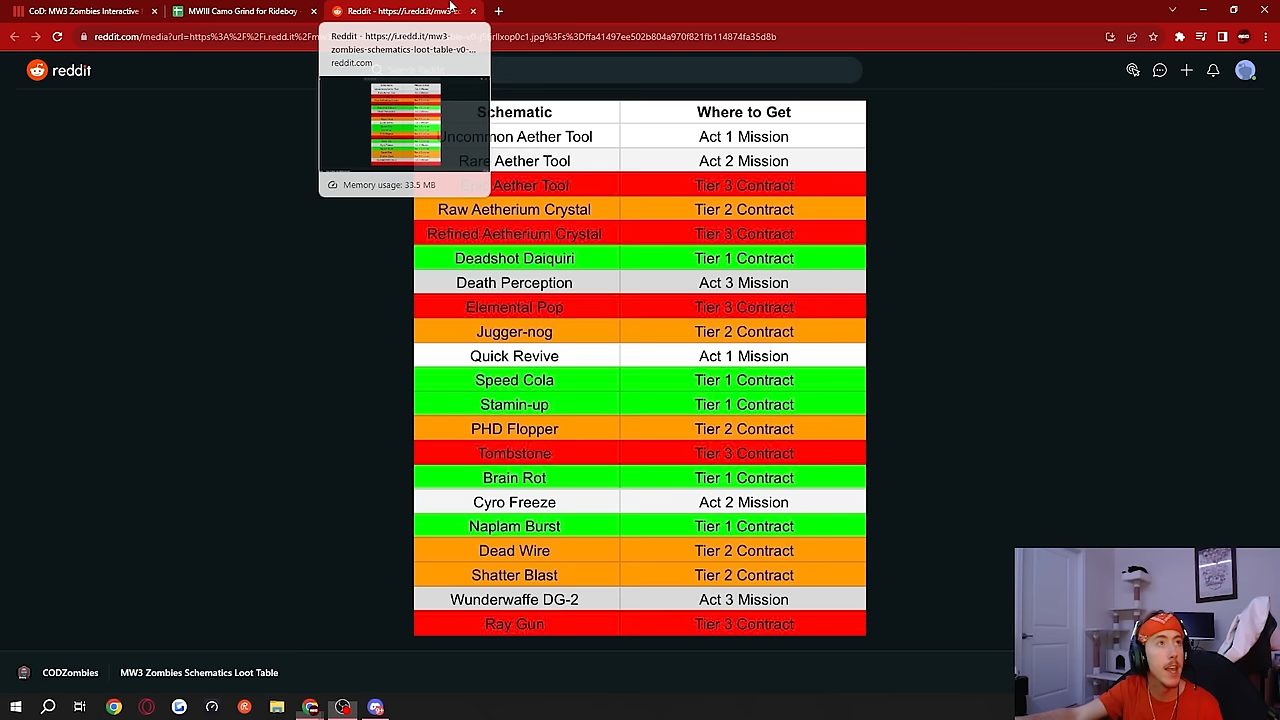 CoD: MW3 Zombies Interactive
MWIII Camo Grind for Rideboy -
Reddit - https://i.redd.it/mw3-z
Reddit - https://i.redd.it/mw3-
zombies-schematics-loot-table-v0-...
reddit.com
Memory usage: 33.5 MB
reddit
Schematic Where to Get
Uncommon Aether Tool Act 1 Mission
Rare Aether Tool Act 2 Mission
Aether Tool Tier 3 Contract
Raw Aetherium Crystal Tier 2 Contract
Refined Aetherium Crystal Tier 3 Contract
Deadshot Daiquiri Tier 1 Contract
Death Perception Act 3 Mission
Elemental Pop Tier 3 Contract
Jugger-nog Tier 2 Contract
Quick Revive Act 1 Mission
Speed Cola Tier 1 Contract
Stamin-up Tier 1 Contract
PHD Flopper Tier 2 Contract
Tombstone Tier 3 Contract
Brain Rot Tier 1 Contract
Cyro Freeze Act 2 Mission
Naplam Burst Tier 1 Contract
Dead Wire Tier 2 Contract
Shatter Blast Tier 2 Contract
Wunderwaffe DG-2 Act 3 Mission
Ray Gun Tier 3 Contract
CODZombies MW3 Zombies Schematics Loot Table